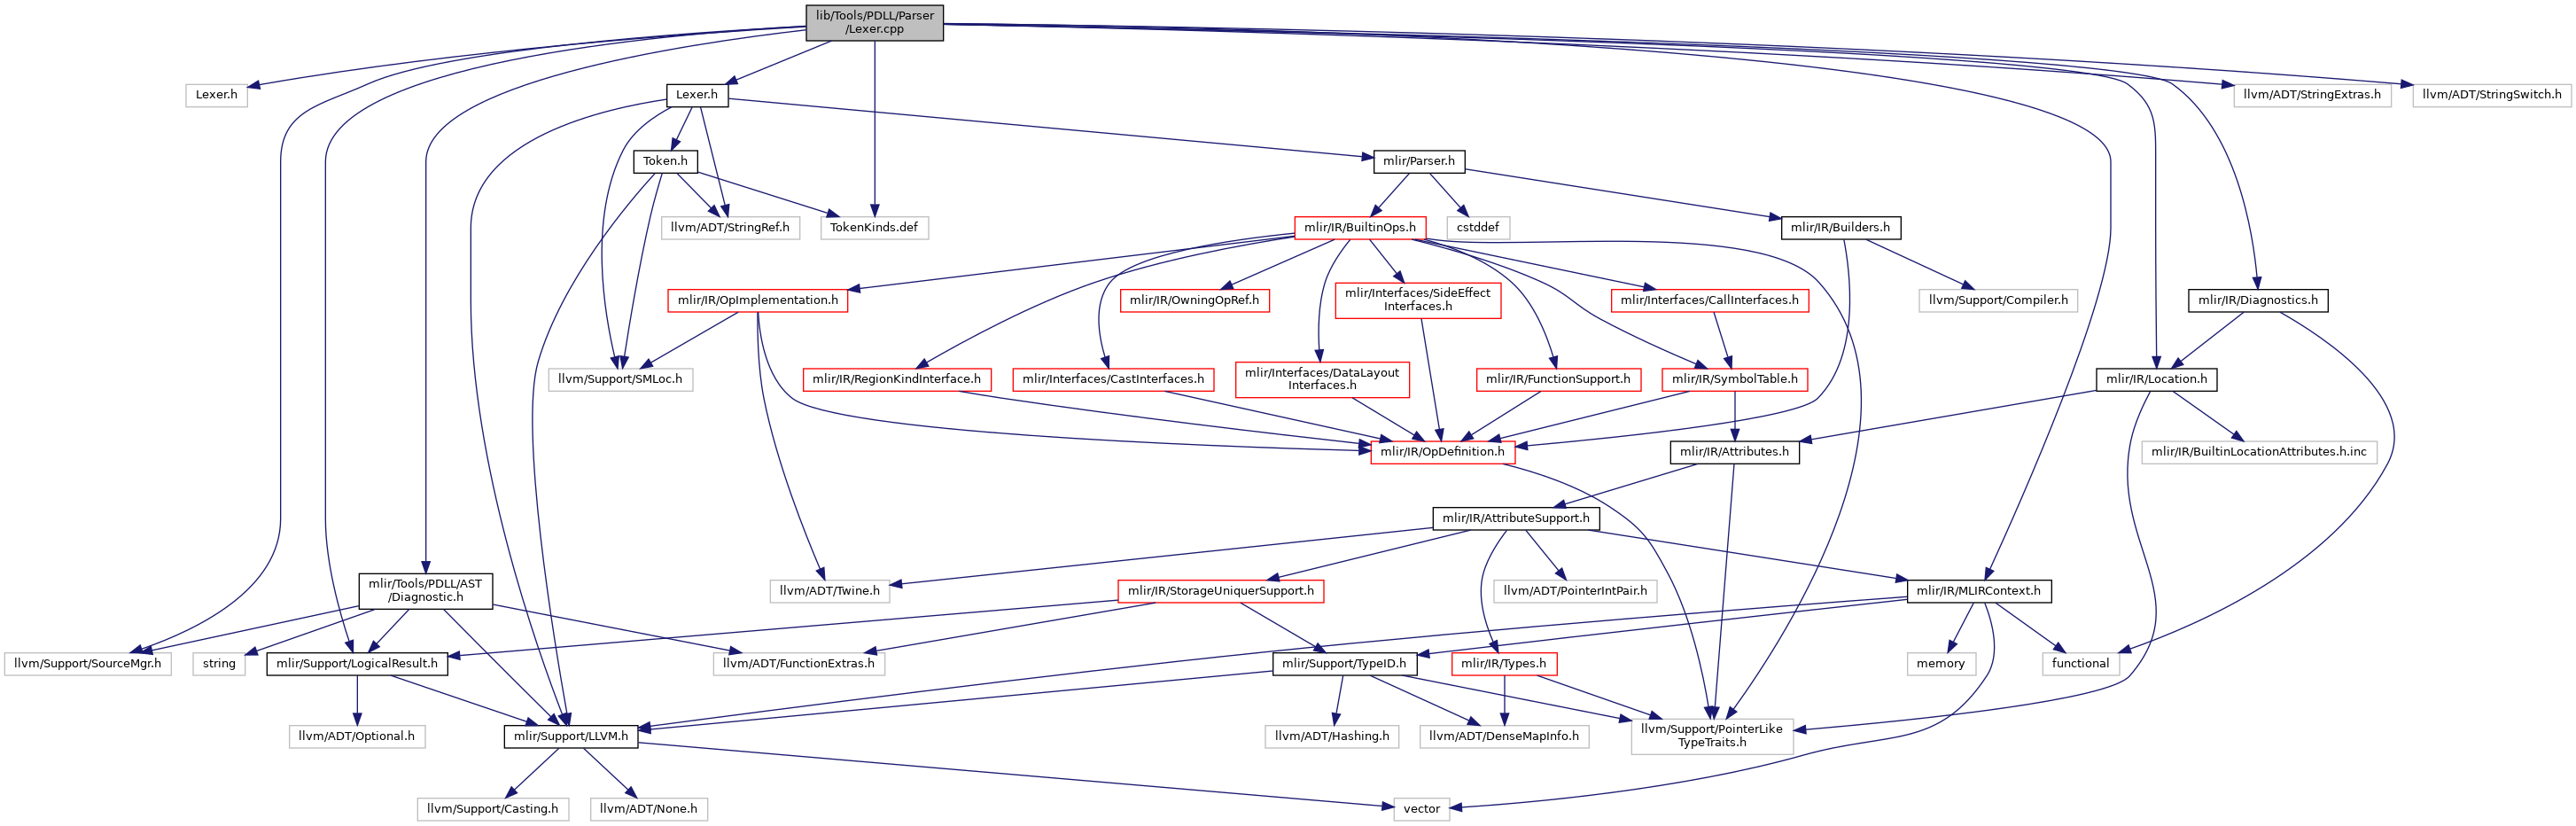 lib/Tools/PDLL/Parser
/Lexer.cpp
Lexer.h
Lexer.h
llvm/ADT/StringExtras.h
llvm/ADT/StringSwitch.h
Token.h
mlir/Parser.h
llvm/ADT/StringRef.h
TokenKinds.def
mlir/IR/BuiltinOps.h
cstddef
mlir/IR/Builders.h
mlir/IR/OpImplementation.h
mlir/IR/OwningOpRef.h
mlir/Interfaces/SideEffect
Interfaces.h
mlir/Interfaces/CallInterfaces.h
llvm/Support/Compiler.h
mlir/IR/Diagnostics.h
llvm/Support/SMLoc.h
mlir/IR/RegionKindInterface.h
mlir/Interfaces/CastInterfaces.h
mlir/Interfaces/DataLayout
Interfaces.h
mlir/IR/FunctionSupport.h
mlir/IR/SymbolTable.h
mlir/IR/Location.h
mlir/IR/OpDefinition.h
mlir/IR/Attributes.h
mlir/IR/BuiltinLocationAttributes.h.inc
mlir/IR/AttributeSupport.h
mlir/Tools/PDLL/AST
/Diagnostic.h
llvm/ADT/Twine.h
mlir/IR/StorageUniquerSupport.h
llvm/ADT/PointerIntPair.h
mlir/IR/MLIRContext.h
llvm/Support/SourceMgr.h
string
mlir/Support/LogicalResult.h
llvm/ADT/FunctionExtras.h
mlir/Support/TypeID.h
mlir/IR/Types.h
memory
functional
llvm/ADT/Optional.h
mlir/Support/LLVM.h
llvm/ADT/Hashing.h
llvm/ADT/DenseMapInfo.h
llvm/Support/PointerLike
TypeTraits.h
llvm/Support/Casting.h
llvm/ADT/None.h
vector